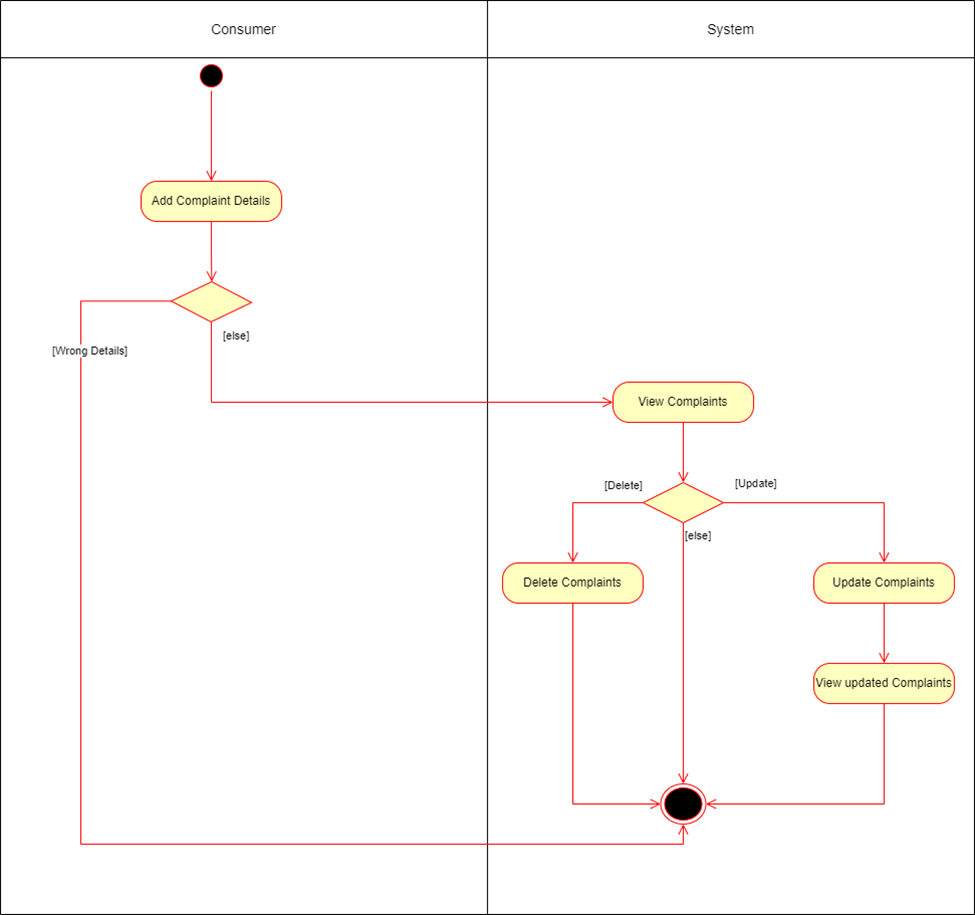 Consumer
System
Add Complaint Details
[else]
[Wrong Details]
View Complaints
[Delete]
[Update]
[else]
Delete Complaints
Update Complaints
View updated Complaints